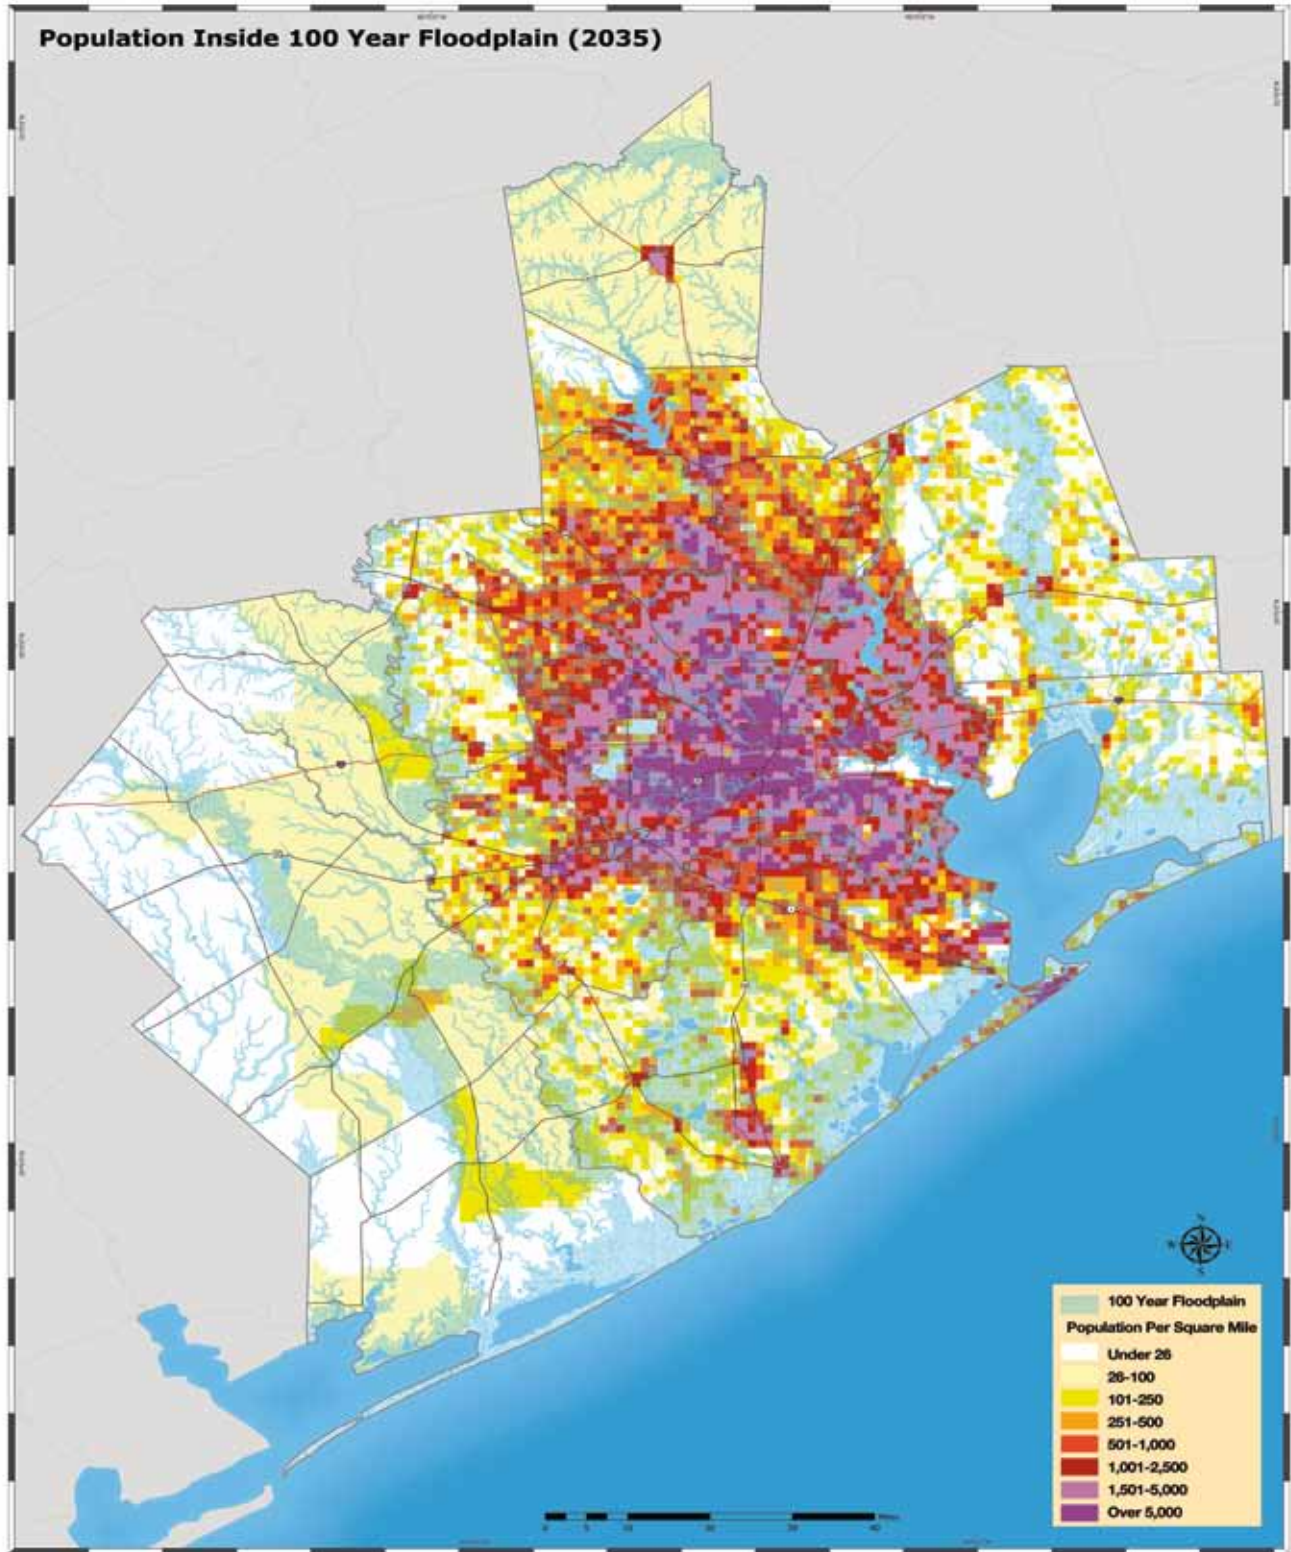 Population Inside 100 Year Floodplain (2035)
N
W E
S
100 Year Floodplain
Population Per Square Mile
Under 26
26-100
101-250
251-500
501-1,000
1,001-2,500
1,501-5,000
Over 5,000